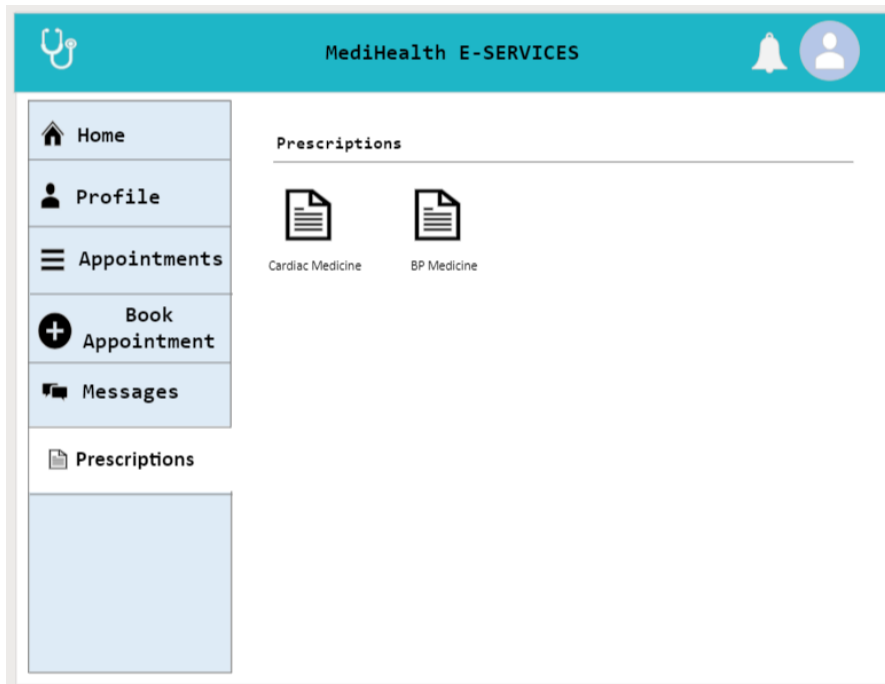 MediHealth E-SERVICES
Home
Profile
Appointments
Book
Appointment
Messages
Prescriptions
Prescriptions
Cardiac Medicine
BP Medicine